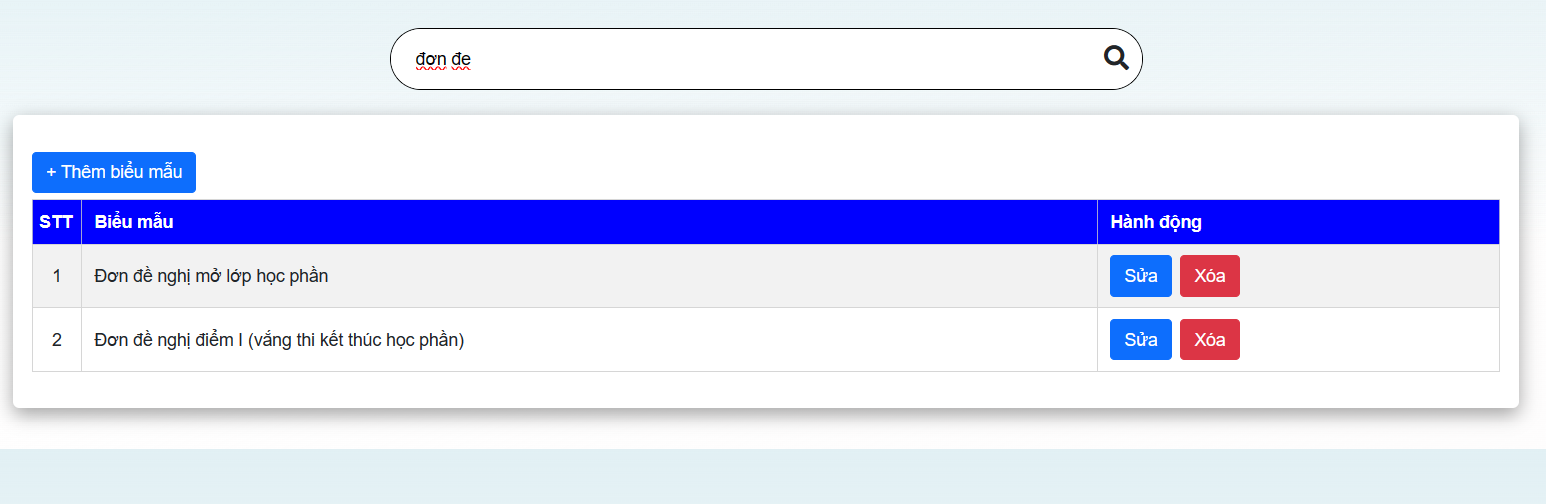 đơn đe
+ Thêm biểu mẫu
STT Biểu mẫu Hành động
1 Đơn đề nghị mở lớp học phần Sửa Xóa
2 Đơn đề nghị điểm I (vắng thi kết thúc học phần) Sửa Xóa